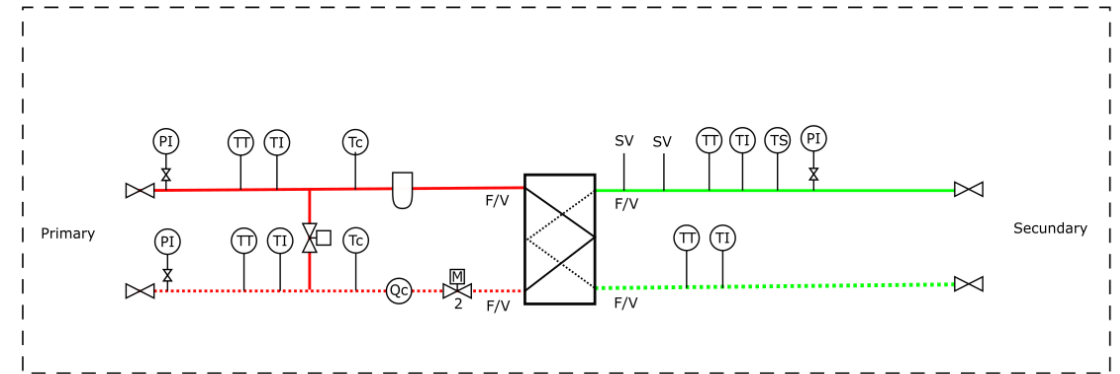 PI TT TI Tc SV SV TT TI TS PI
F/V F/V
Primary Secundary
PI TT TI Tc TT TI
Qc M
2 F/V F/V